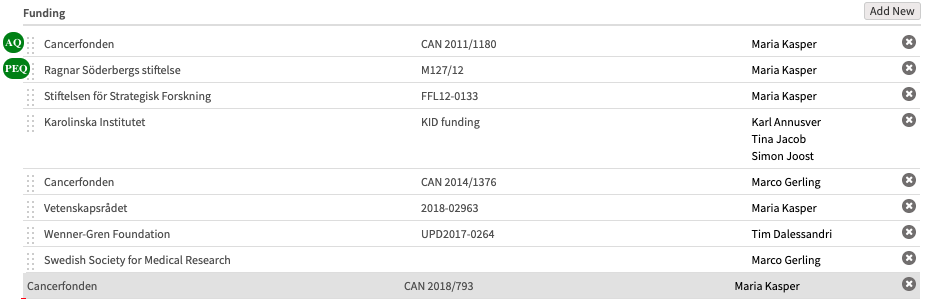 Funding Add New
AQ Cancerfonden CAN 2011/1180 Maria Kasper
PEQ Ragnar Söderbergs stiftelse M127/12 Maria Kasper
Stiftelsen för Strategisk Forskning FFL12-0133 Maria Kasper
Karolinska Institutet KID funding Karl Annusver
Tina Jacob
Simon Joost
Cancerfonden CAN 2014/1376 Marco Gerling
Vetenskapsrådet 2018-02963 Maria Kasper
Wenner-Gren Foundation UPD2017-0264 Tim Dalessandri
Swedish Society for Medical Research Marco Gerling
Cancerfonden CAN 2018/793 Maria Kasper